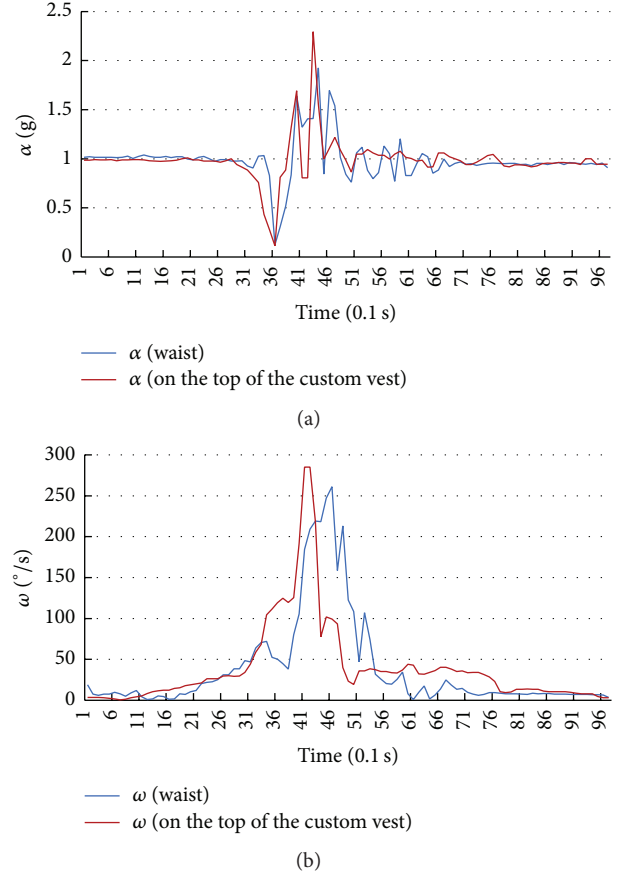 2.5
2
1.5
1
0.5
0
α (g)
1 6 11 16 21 26 31 36 41 46 51 56 61 66 71 76 81 86 91 96
Time (0.1 s)
α (waist)
α (on the top of the custom vest)
(a)
300
250
200
150
100
50
0
ω (°/s)
1 6 11 16 21 26 31 36 41 46 51 56 61 66 71 76 81 86 91 96
Time (0.1 s)
ω (waist)
ω (on the top of the custom vest)
(b)